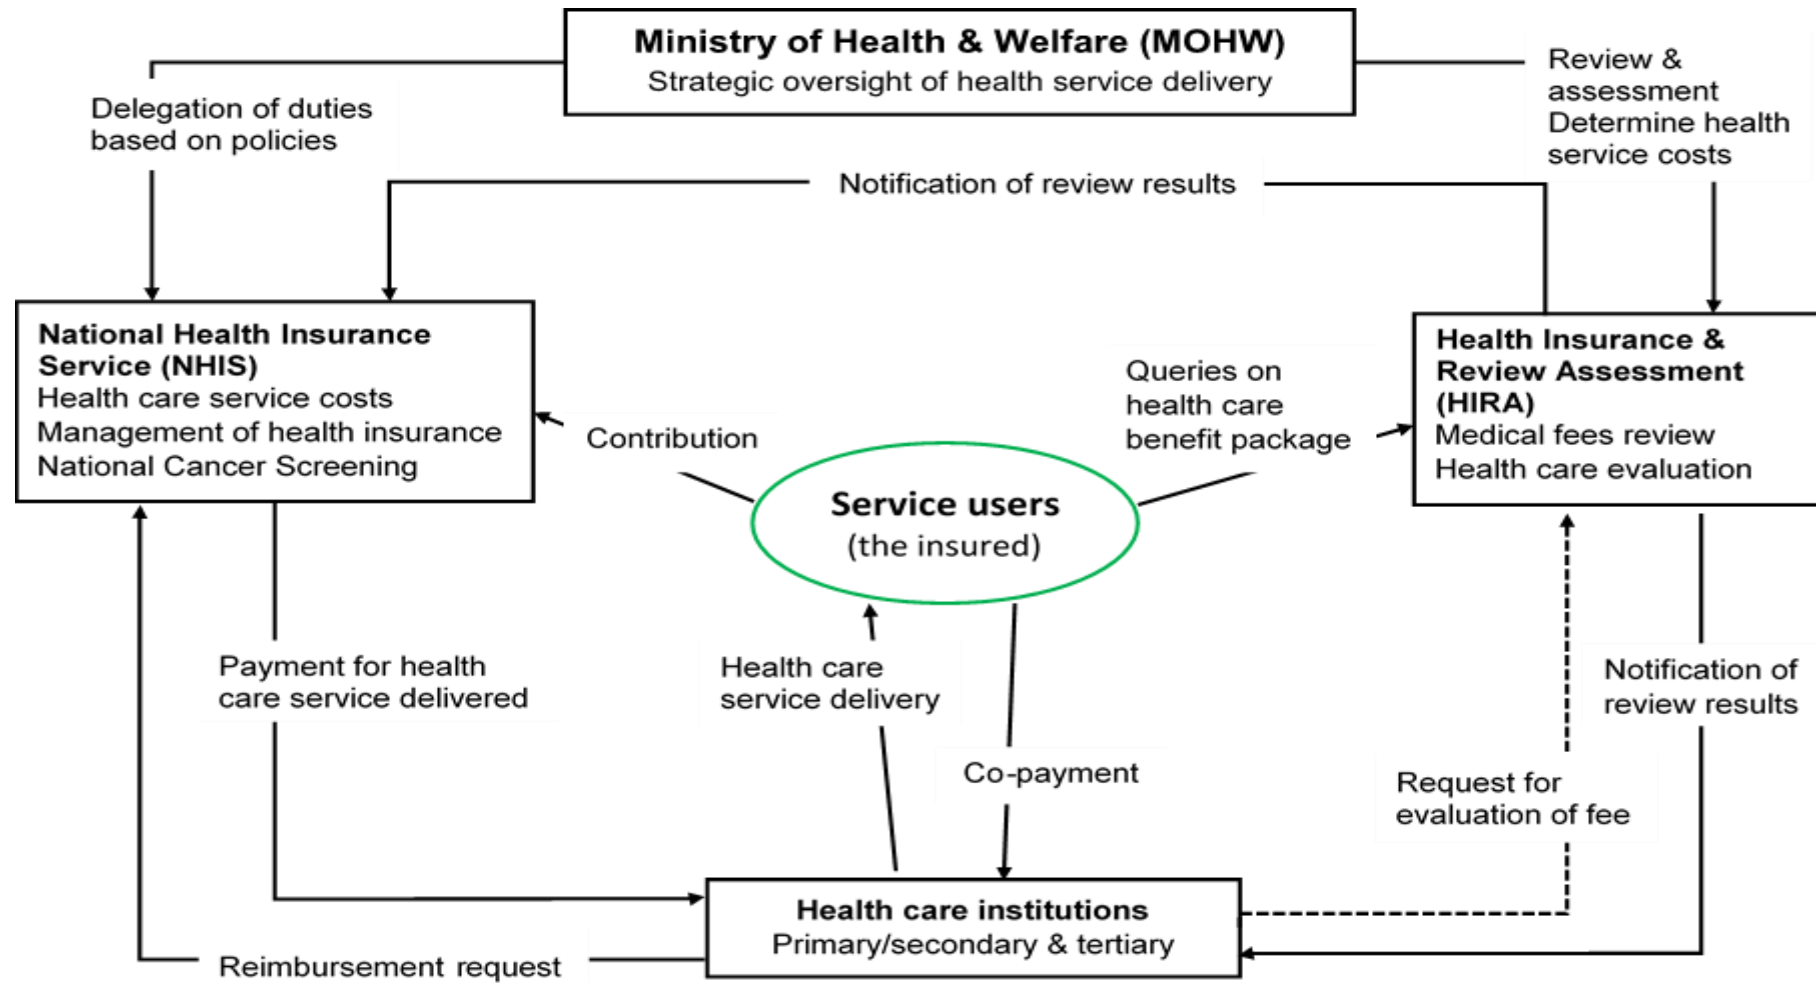 Ministry of Health & Welfare (MOHW)
Strategic oversight of health service delivery
Review &
assessment
Determine health
service costs
Delegation of duties
based on policies
Notification of review results
National Health Insurance
Service (NHIS)
Health care service costs
Management of health insurance
National Cancer Screening
Contribution
Queries on
health care
benefit package
Health Insurance &
Review Assessment
(HIRA)
Medical fees review
Health care evaluation
Service users
(the insured)
Payment for health
care service delivered
Health care
service delivery
Co-payment
Notification of
review results
Request for
evaluation of fee
Health care institutions
Primary/secondary & tertiary
Reimbursement request